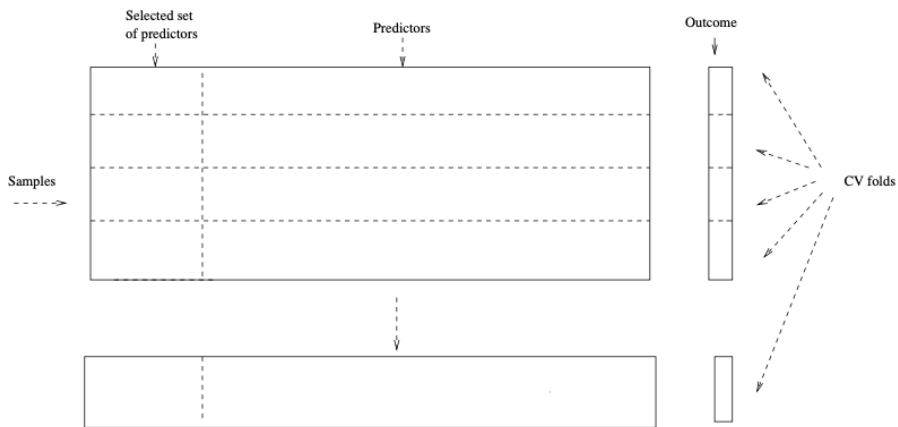 Selected set
of predictors
Predictors
Outcome
Samples
CV folds